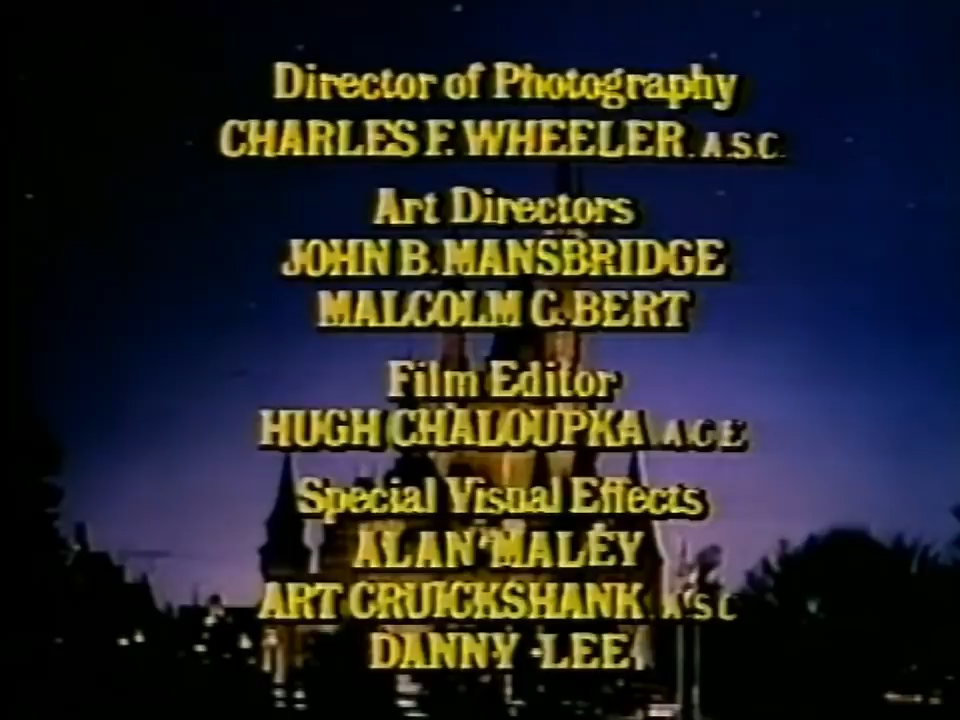 Director of Photography
CHARLES F. WHEELER, A.S.C.
Art Directors
JOHN B. MANSBRIDGE
MALCOLM C. BERT
Film Editor
HUGH CHALOUPKA A.C.E.
Special Visual Effects
ALAN MALEY
ART CRUICKSHANK A.S.C.
DANNY LEE